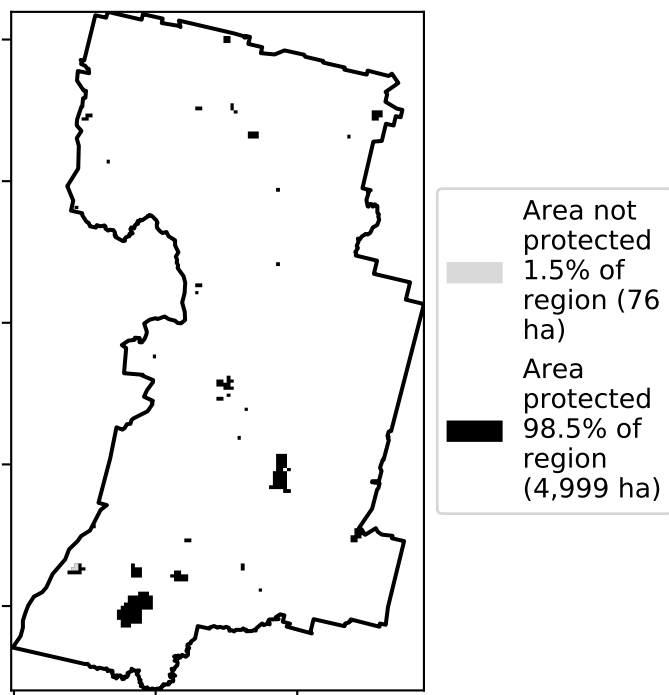 Area not
protected
1.5% of
region (76
ha)
Area
protected
98.5% of
region
(4,999 ha)